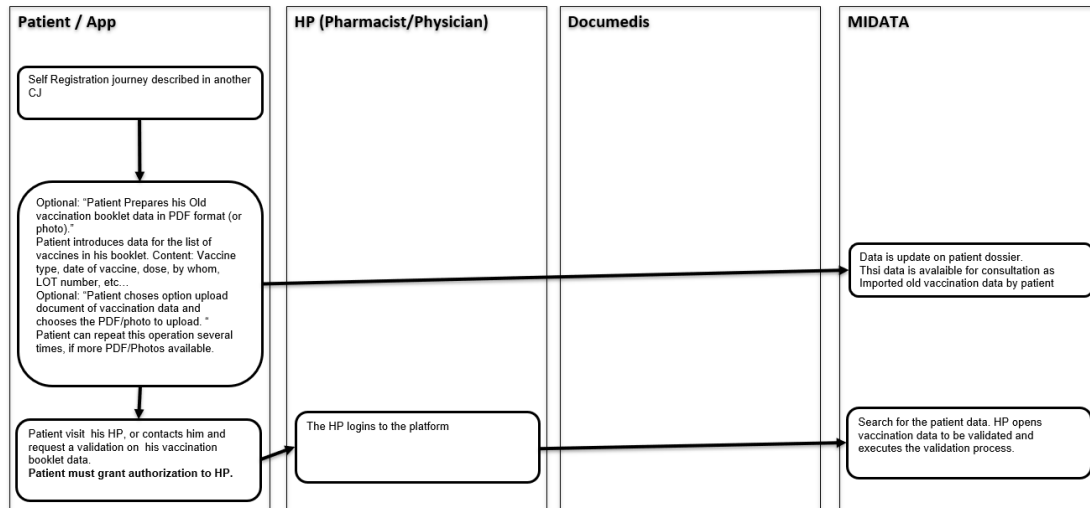 Patient / App
HP (Pharmacist/Physician)
Documedis
MIDATA
Self Registration journey described in another
CJ
Optional: “Patient Prepares his Old
vaccination booklet data in PDF format (or
photo).”
Patient introduces data for the list of
vaccines in his booklet. Content: Vaccine
type, date of vaccine, dose, by whom,
LOT number, etc…
Optional: “Patient choses option upload
document of vaccination data and
chooses the PDF/photo to upload. “
Patient can repeat this operation several
times, if more PDF/Photos available.
Data is update on patient dossier.
Thsi data is avalaible for consultation as
Imported old vaccination data by patient
Patient visit his HP, or contacts him and
request a validation on his vaccination
booklet data.
Patient must grant authorization to HP.
The HP logins to the platform
Search for the patient data. HP opens
vaccination data to be validated and
executes the validation process.